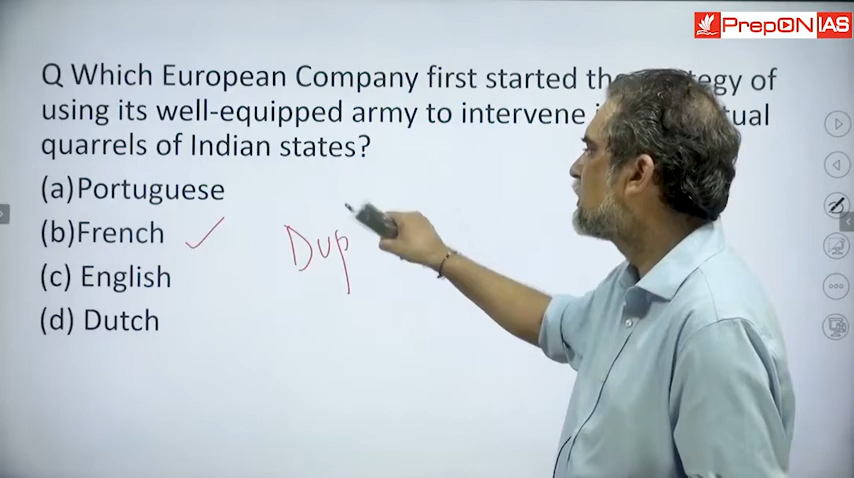 PrepON IAS
Q Which European Company first started of
using its well-equipped army to intervene
quarrels of Indian states?
(a)Portuguese
(b)French
Dup
(c) English
(d) Dutch